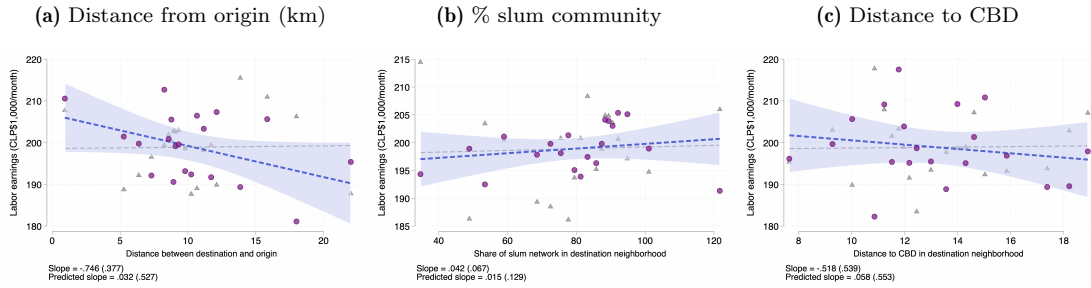 (a) Distance from origin (km)
Labor earnings (CLP$1,000/month)
220
210
200
190
180
0
5
10
15
20
Distance between destination and origin
Slope = -.746 (.377)
Predicted slope = .032 (.527)
(b) % slum community
Labor earnings (CLP$1,000/month)
215
210
205
200
195
190
185
40
60
80
100
120
Share of slum network in destination neighborhood
Slope = .042 (.067)
Predicted slope = .015 (.129)
(c) Distance to CBD
Labor earnings (CLP$1,000/month)
220
210
200
190
180
8
10
12
14
16
18
Distance to CBD in destination neighborhood
Slope = -.518 (.539)
Predicted slope = .058 (.553)